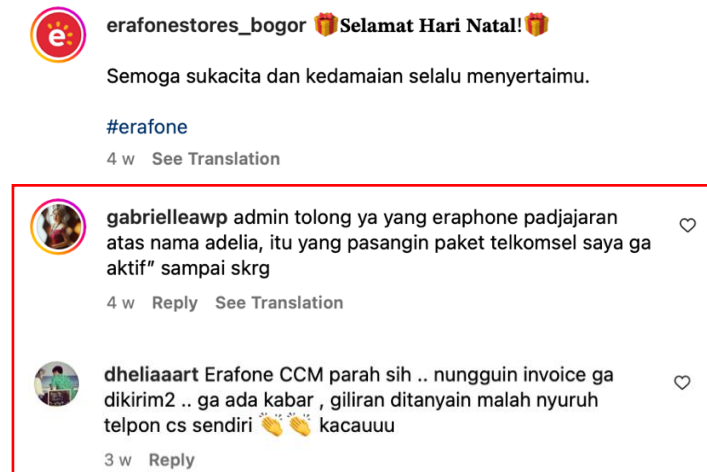 erafonestores_bogor 🎁Selamat Hari Natal!🎁
Semoga sukacita dan kedamaian selalu menyertaimu.
#erafone
4 w See Translation
gabrielleawp admin tolong ya yang eraphone padjajaran
atas nama adelia, itu yang pasangin paket telkomsel saya ga
aktif” sampai skrg
4 w Reply See Translation
dheliaaart Erafone CCM parah sih .. nungguin invoice ga
dikirim2 .. ga ada kabar , giliran ditanyain malah nyuruh
telpon cs sendiri 👏👏 kacauuu
3 w Reply